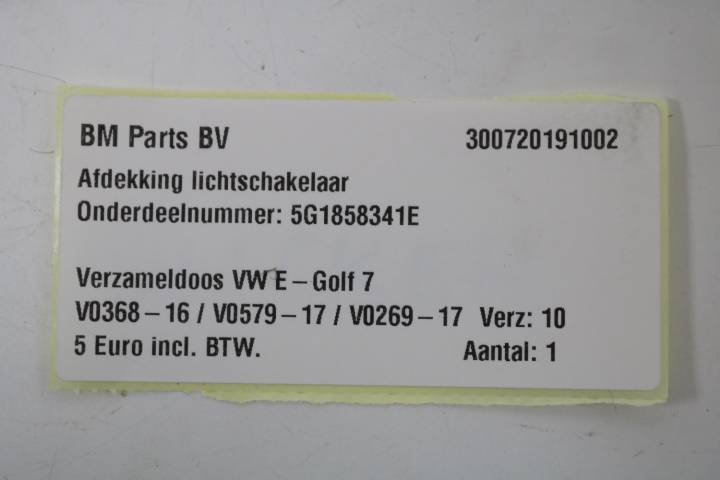 BM Parts BV 300720191002
Afdekking lichtschakelaar
Onderdeelnummer: 5G1858341E
Verzameldoos VW E – Golf 7
V0368 – 16 / V0579 – 17 / V0269 – 17 Verz: 10
5 Euro incl. BTW. Aantal: 1